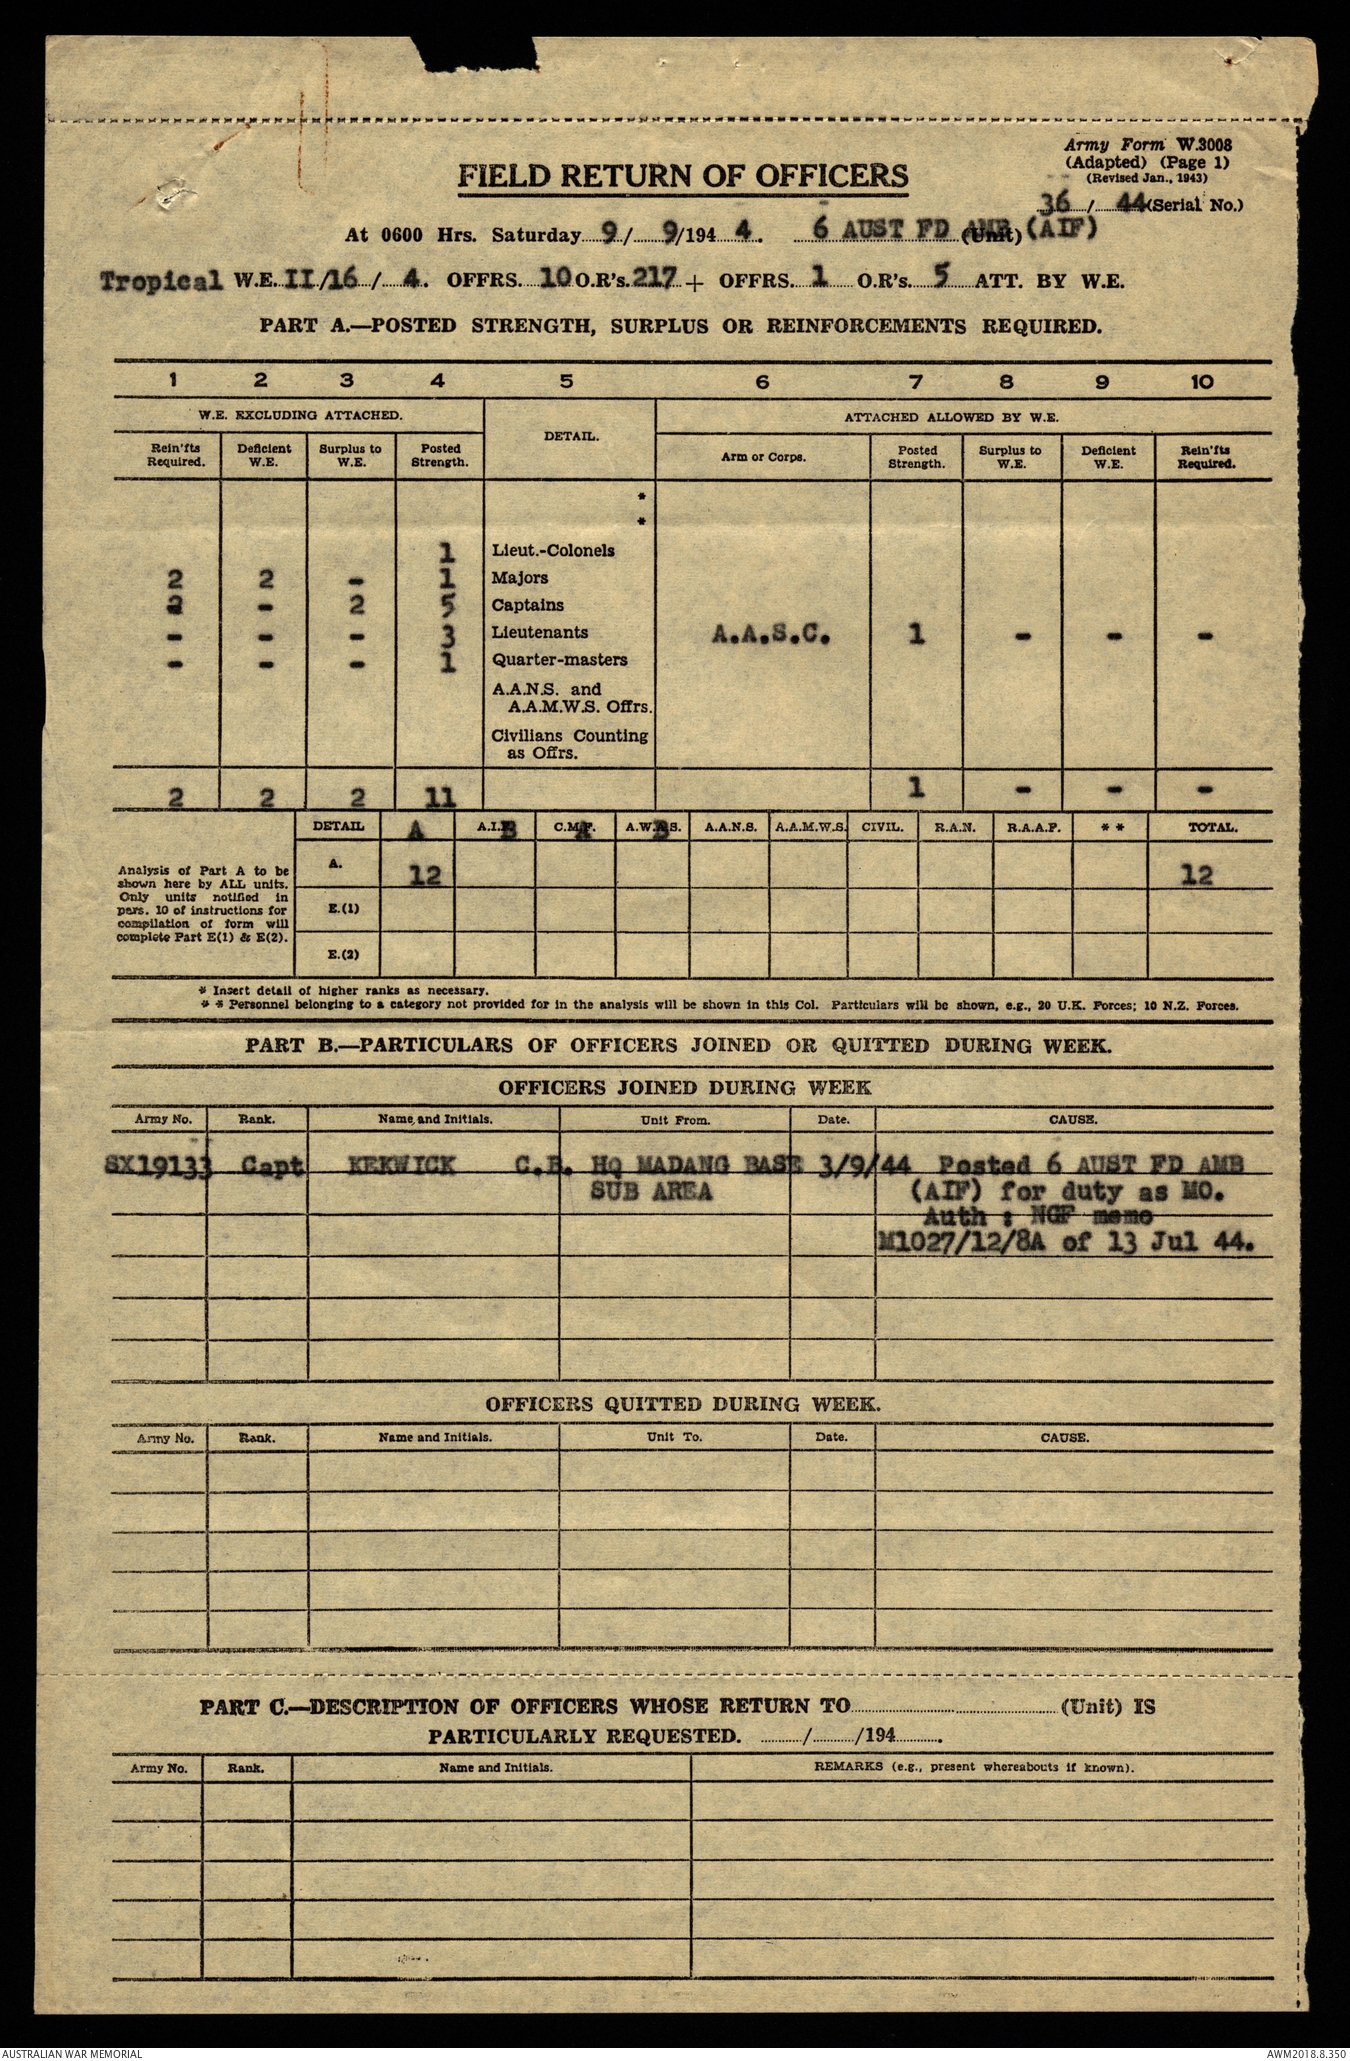 Army Form W.3008
(Adapted) (Page 1)
(Revised Jan., 1943)
FIELD RETURN OF OFFICERS
36 / 44 (Serial No.)
At 0600 Hrs. Saturday 9 / 9/194 4. 6 AUST FD AMB (Unit) (AIF)
Tropical W.E. II/16 / 4. OFFRS. 10 O.R's. 217 + OFFRS. 1 O.R's. 5 ATT. BY W.E.
PART A.—POSTED STRENGTH, SURPLUS OR REINFORCEMENTS REQUIRED.
1 2 3 4 5 6 7 8 9 10
W.E. EXCLUDING ATTACHED. DETAIL. ATTACHED ALLOWED BY W.E.
Rein'fts Required. Deficient W.E. Surplus to W.E. Posted Strength. Arm or Corps. Posted Strength. Surplus to W.E. Deficient W.E. Rein'fts Required.
*
*
1 Lieut.-Colonels
2 2 - 1 Majors
- 2 5 Captains
- - - 3 Lieutenants A.A.S.C. 1 - - -
- - - 1 Quarter-masters
A.A.N.S. and
A.A.M.W.S. Offrs.
Civilians Counting
as Offrs.
2 2 2 11 1 - - -
DETAIL A A.I.F. B C.M.F. A A.W.A.S. B A.A.N.S. A.A.M.W.S. CIVIL. R.A.N. R.A.A.F. * * TOTAL.
Analysis of Part A to be
shown here by ALL units.
Only units notified in
para. 10 of instructions for
compilation of form will
complete Part E(1) & E(2).
A. 12 12
E.(1)
E.(2)
* Insert detail of higher ranks as necessary.
* * Personnel belonging to a category not provided for in the analysis will be shown in this Col. Particulars will be shown, e.g., 20 U.K. Forces; 10 N.Z. Forces.
PART B.—PARTICULARS OF OFFICERS JOINED OR QUITTED DURING WEEK.
OFFICERS JOINED DURING WEEK
Army No. Rank. Name and Initials. Unit From. Date. CAUSE.
SX19133 Capt KEKWICK C.B. HQ MADANG BASE 3/9/44 Posted 6 AUST FD AMB
SUB AREA (AIF) for duty as MO.
Auth : NGF memo
M1027/12/8A of 13 Jul 44.
OFFICERS QUITTED DURING WEEK.
Army No. Rank. Name and Initials. Unit To. Date. CAUSE.
PART C.—DESCRIPTION OF OFFICERS WHOSE RETURN TO (Unit) IS
PARTICULARLY REQUESTED. / /194 .
Army No. Rank. Name and Initials. REMARKS (e.g., present whereabouts if known).
AUSTRALIAN WAR MEMORIAL
AWM2018.8.350